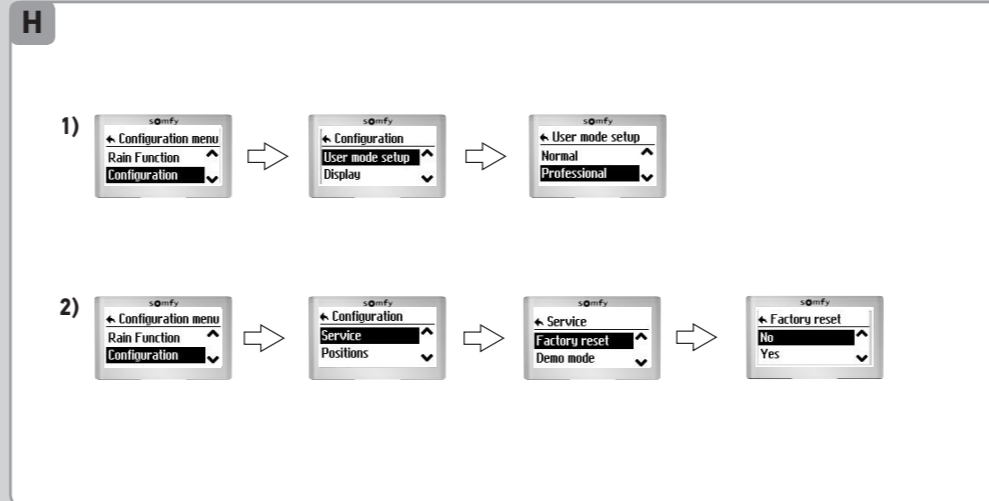 H
1)
somfy
Configuration menu
Rain Function
Configuration
somfy
Configuration
User mode setup
Display
somfy
User mode setup
Normal
Professional
2)
somfy
Configuration menu
Rain Function
Configuration
somfy
Configuration
Service
Positions
somfy
Service
Factory reset
Demo mode
somfy
Factory reset
No
Yes